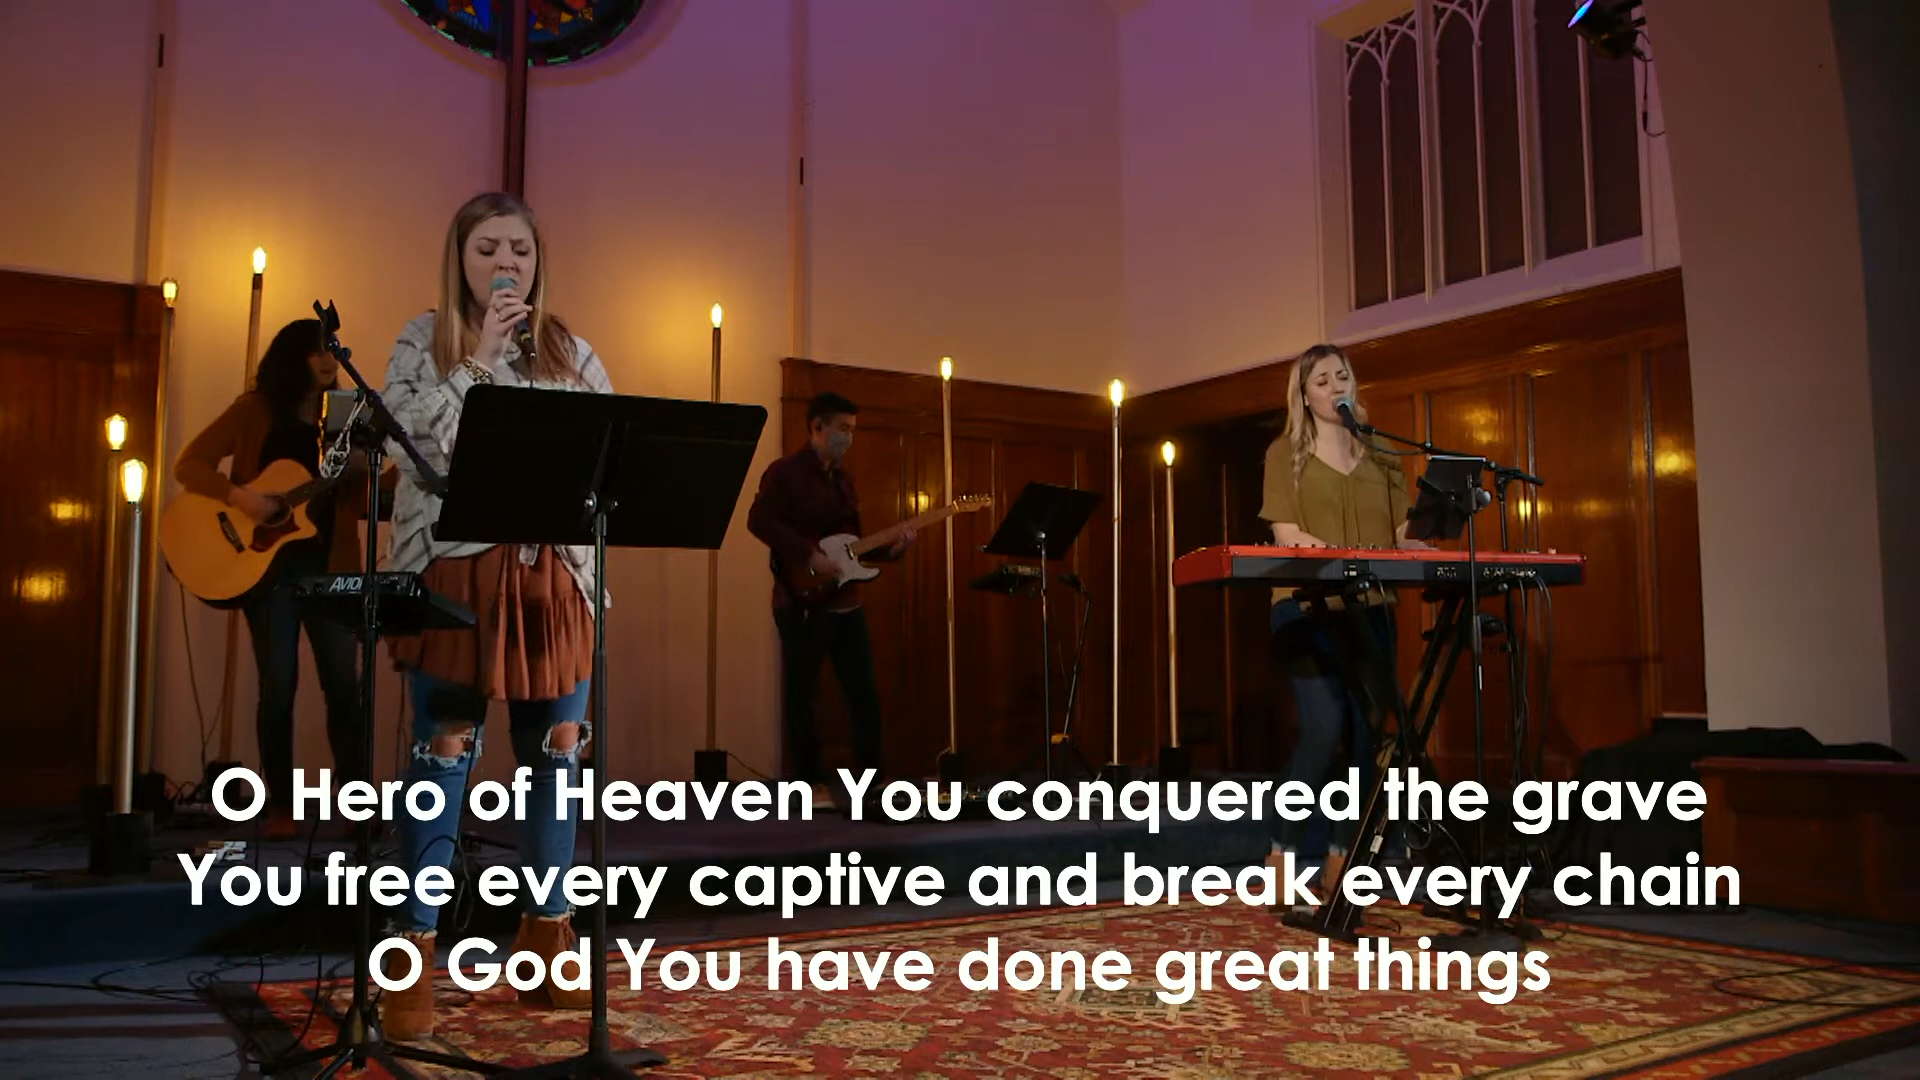 AVIOM
O Hero of Heaven You conquered the grave
You free every captive and break every chain
O God You have done great things